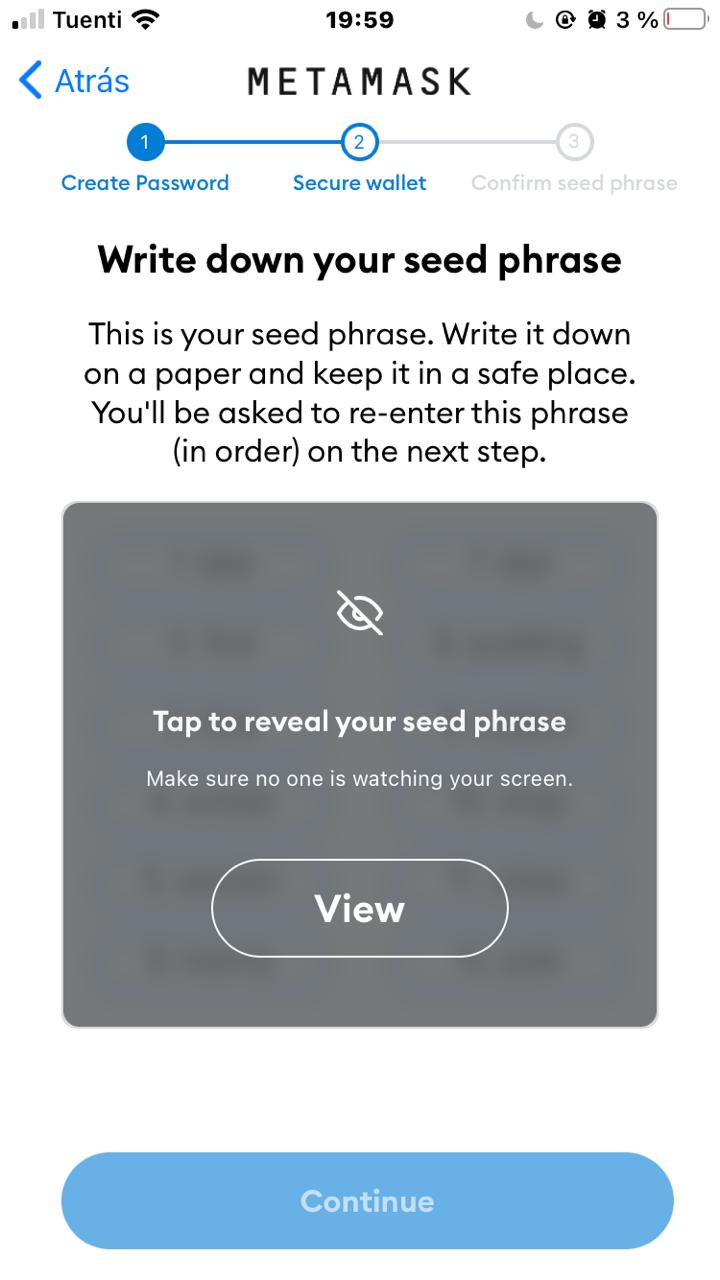 Tuenti 19:59 3 %
Atrás METAMASK
1 2 3
Create Password Secure wallet Confirm seed phrase
Write down your seed phrase
This is your seed phrase. Write it down
on a paper and keep it in a safe place.
You'll be asked to re-enter this phrase
(in order) on the next step.
Tap to reveal your seed phrase
Make sure no one is watching your screen.
View
Continue